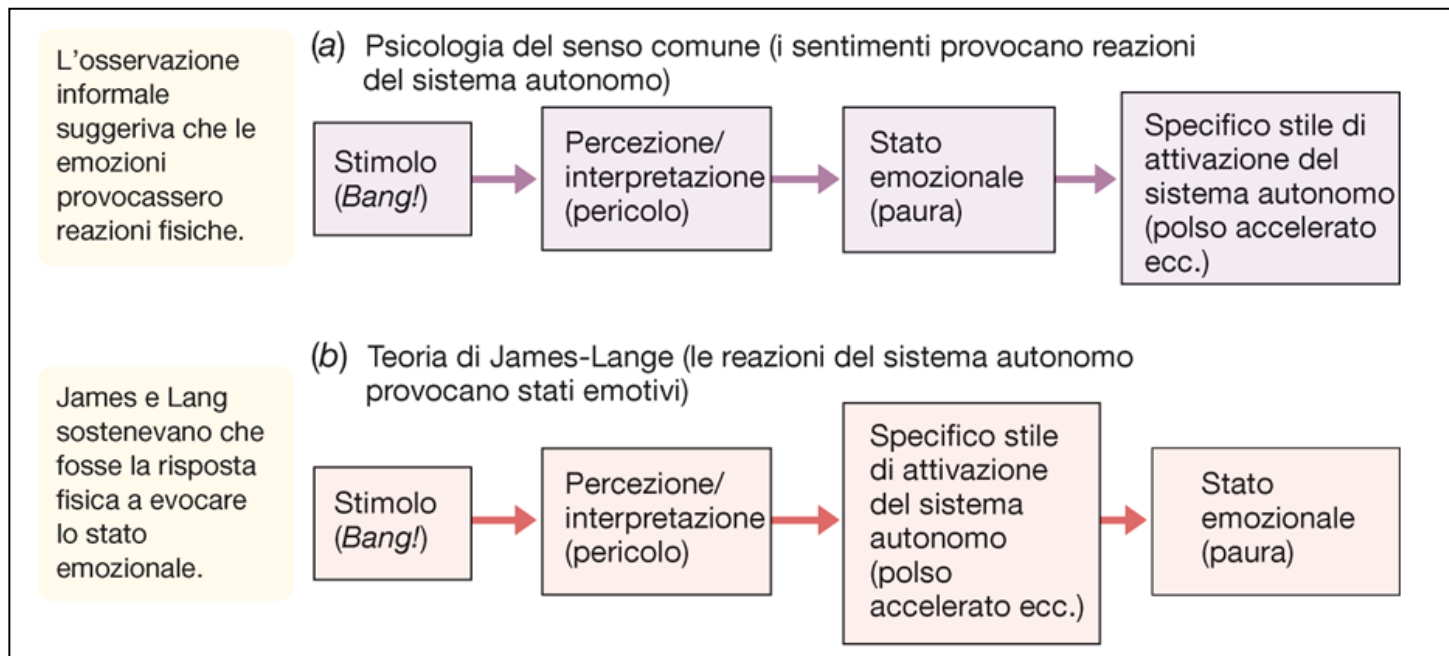 L'osservazione
informale
suggeriva che le
emozioni
provocassero
reazioni fisiche.
(a) Psicologia del senso comune (i sentimenti provocano reazioni
del sistema autonomo)
Stimolo
(Bang!)
Percezione/
interpretazione
(pericolo)
Stato
emozionale
(paura)
Specifico stile di
attivazione del
sistema autonomo
(polso accelerato
ecc.)
James e Lang
sostenevano che
fosse la risposta
fisica a evocare
lo stato
emozionale.
(b) Teoria di James-Lange (le reazioni del sistema autonomo
provocano stati emotivi)
Stimolo
(Bang!)
Percezione/
interpretazione
(pericolo)
Specifico stile
di attivazione
del sistema
autonomo
(polso
accelerato ecc.)
Stato
emozionale
(paura)